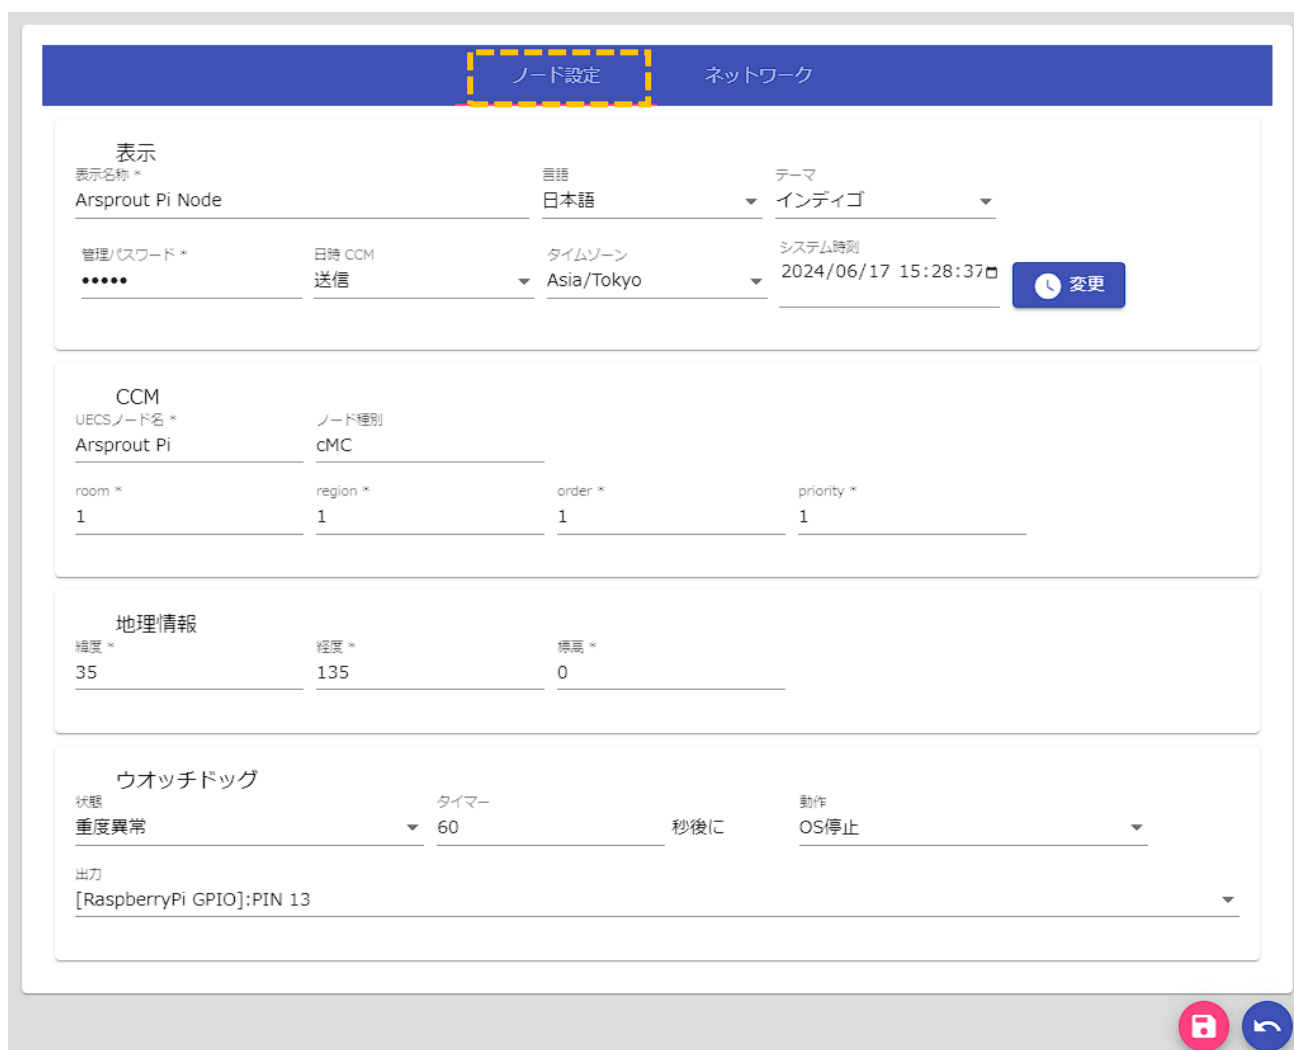 ノード設定 ネットワーク
表示
表示名称 * 言語 テーマ
Arsprout Pi Node 日本語 インディゴ
管理パスワード * 日時 CCM タイムゾーン システム時刻
••••• 送信 Asia/Tokyo 2024/06/17 15:28:37 変更
CCM
UECSノード名 * ノード種別
Arsprout Pi cMC
room * region * order * priority *
1 1 1 1
地理情報
緯度 * 経度 * 標高 *
35 135 0
ウオッチドッグ
状態 タイマー 動作
重度異常 60 秒後に OS停止
出力
[RaspberryPi GPIO]:PIN 13